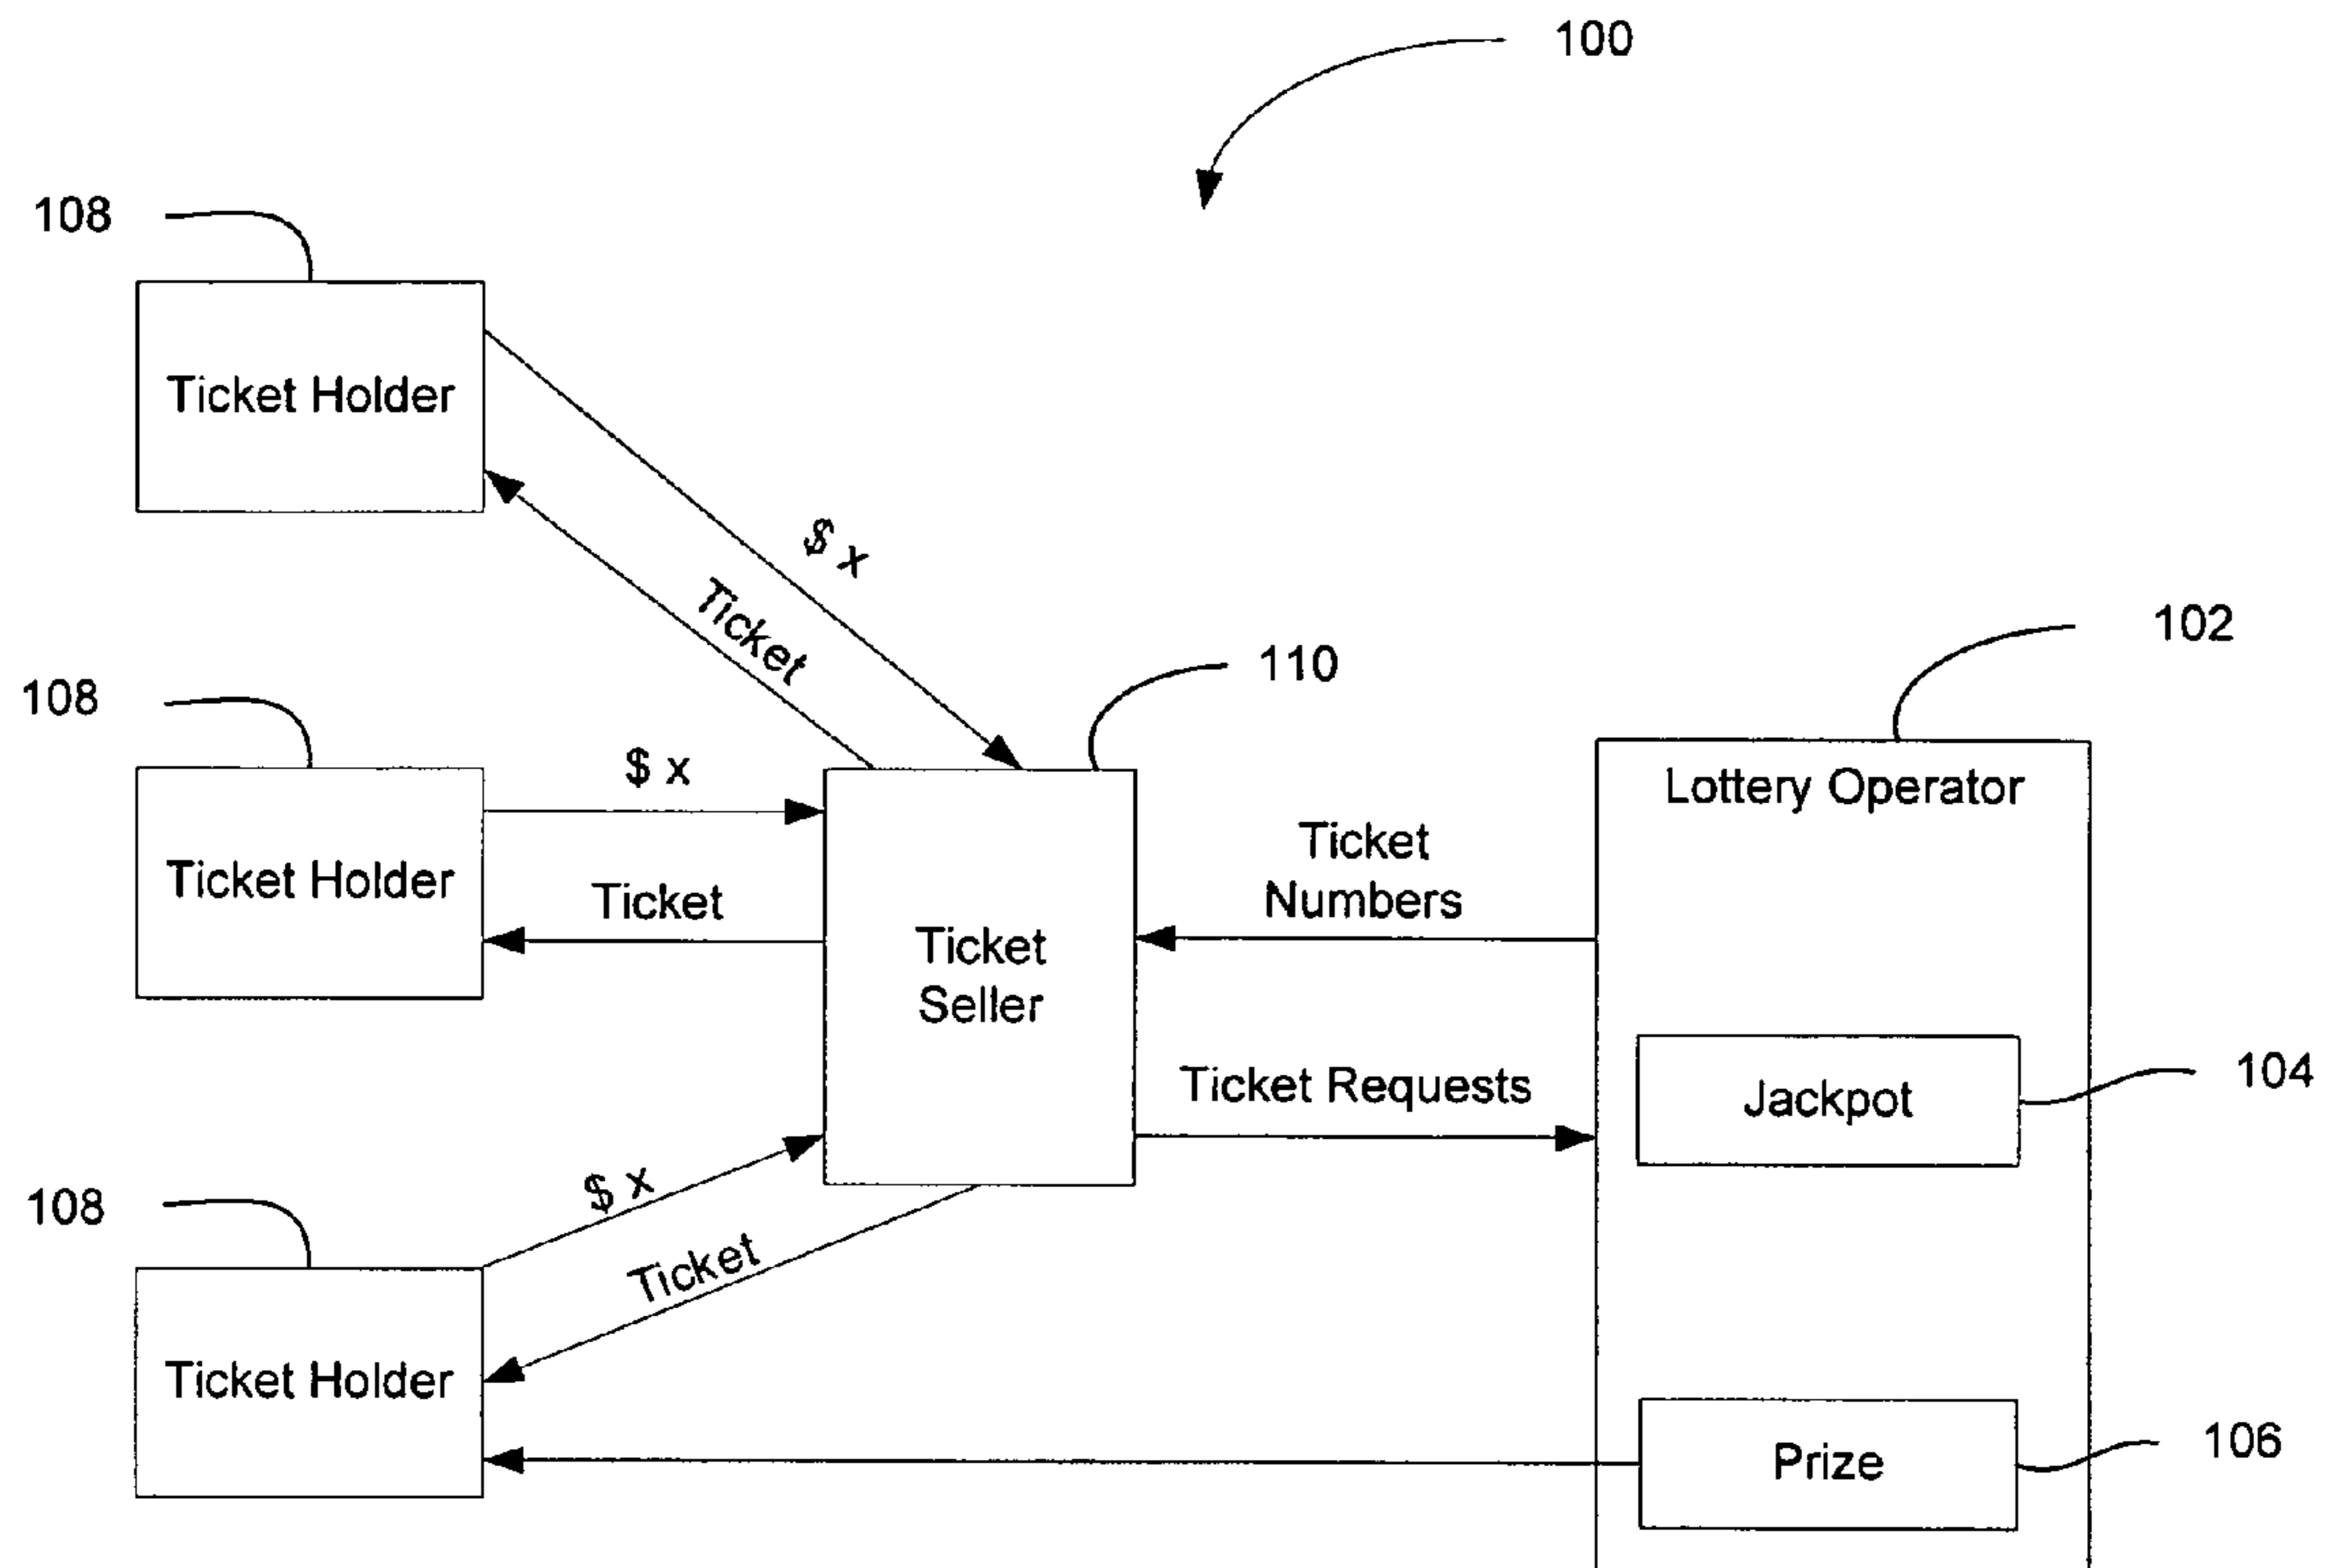 100
108
Ticket Holder
$ x
Ticket
102
110
108
$ x
Ticket Holder
Ticket
Ticket
Seller
Lottery Operator
Ticket
Numbers
Ticket Requests
Jackpot
104
108
$ x
Ticket
Ticket Holder
Prize
106